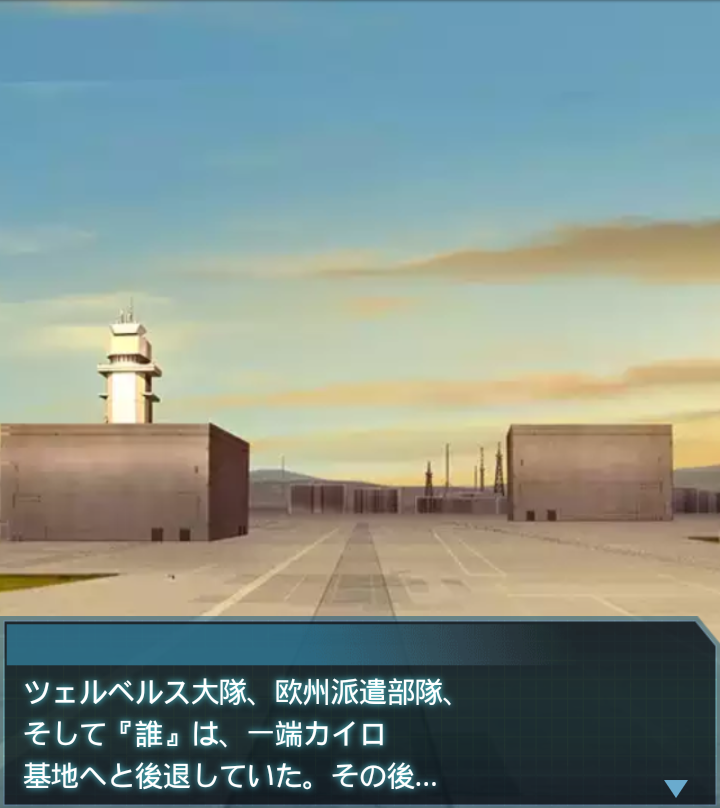 ツェルベルス大隊、欧州派遣部隊、
そして『誰』は、一端カイロ
基地へと後退していた。その後…